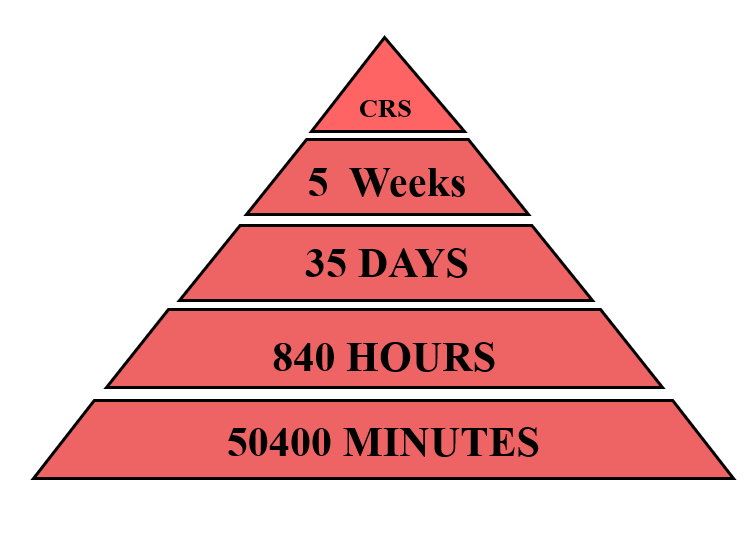 CRS
5 Weeks
35 DAYS
840 HOURS
50400 MINUTES